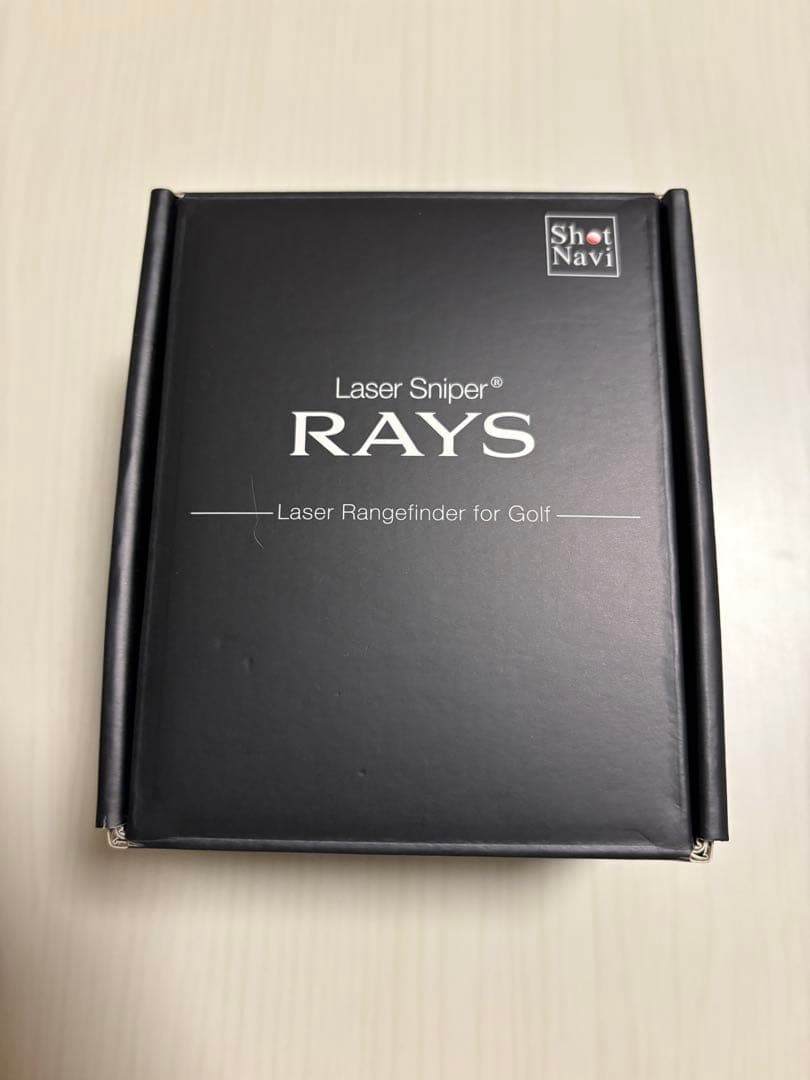 Shot
Navi
Laser Sniper®
RAYS
Laser Rangefinder for Golf